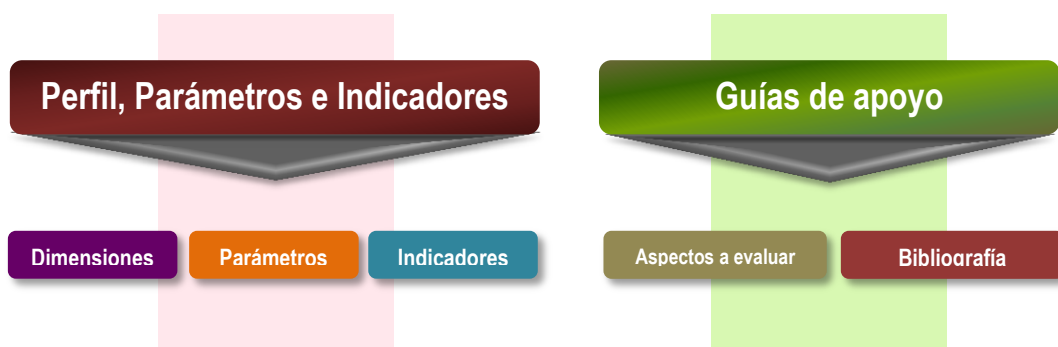 Perfil, Parámetros e Indicadores
Guías de apoyo
Dimensiones
Parámetros
Indicadores
Aspectos a evaluar
Bibliografía